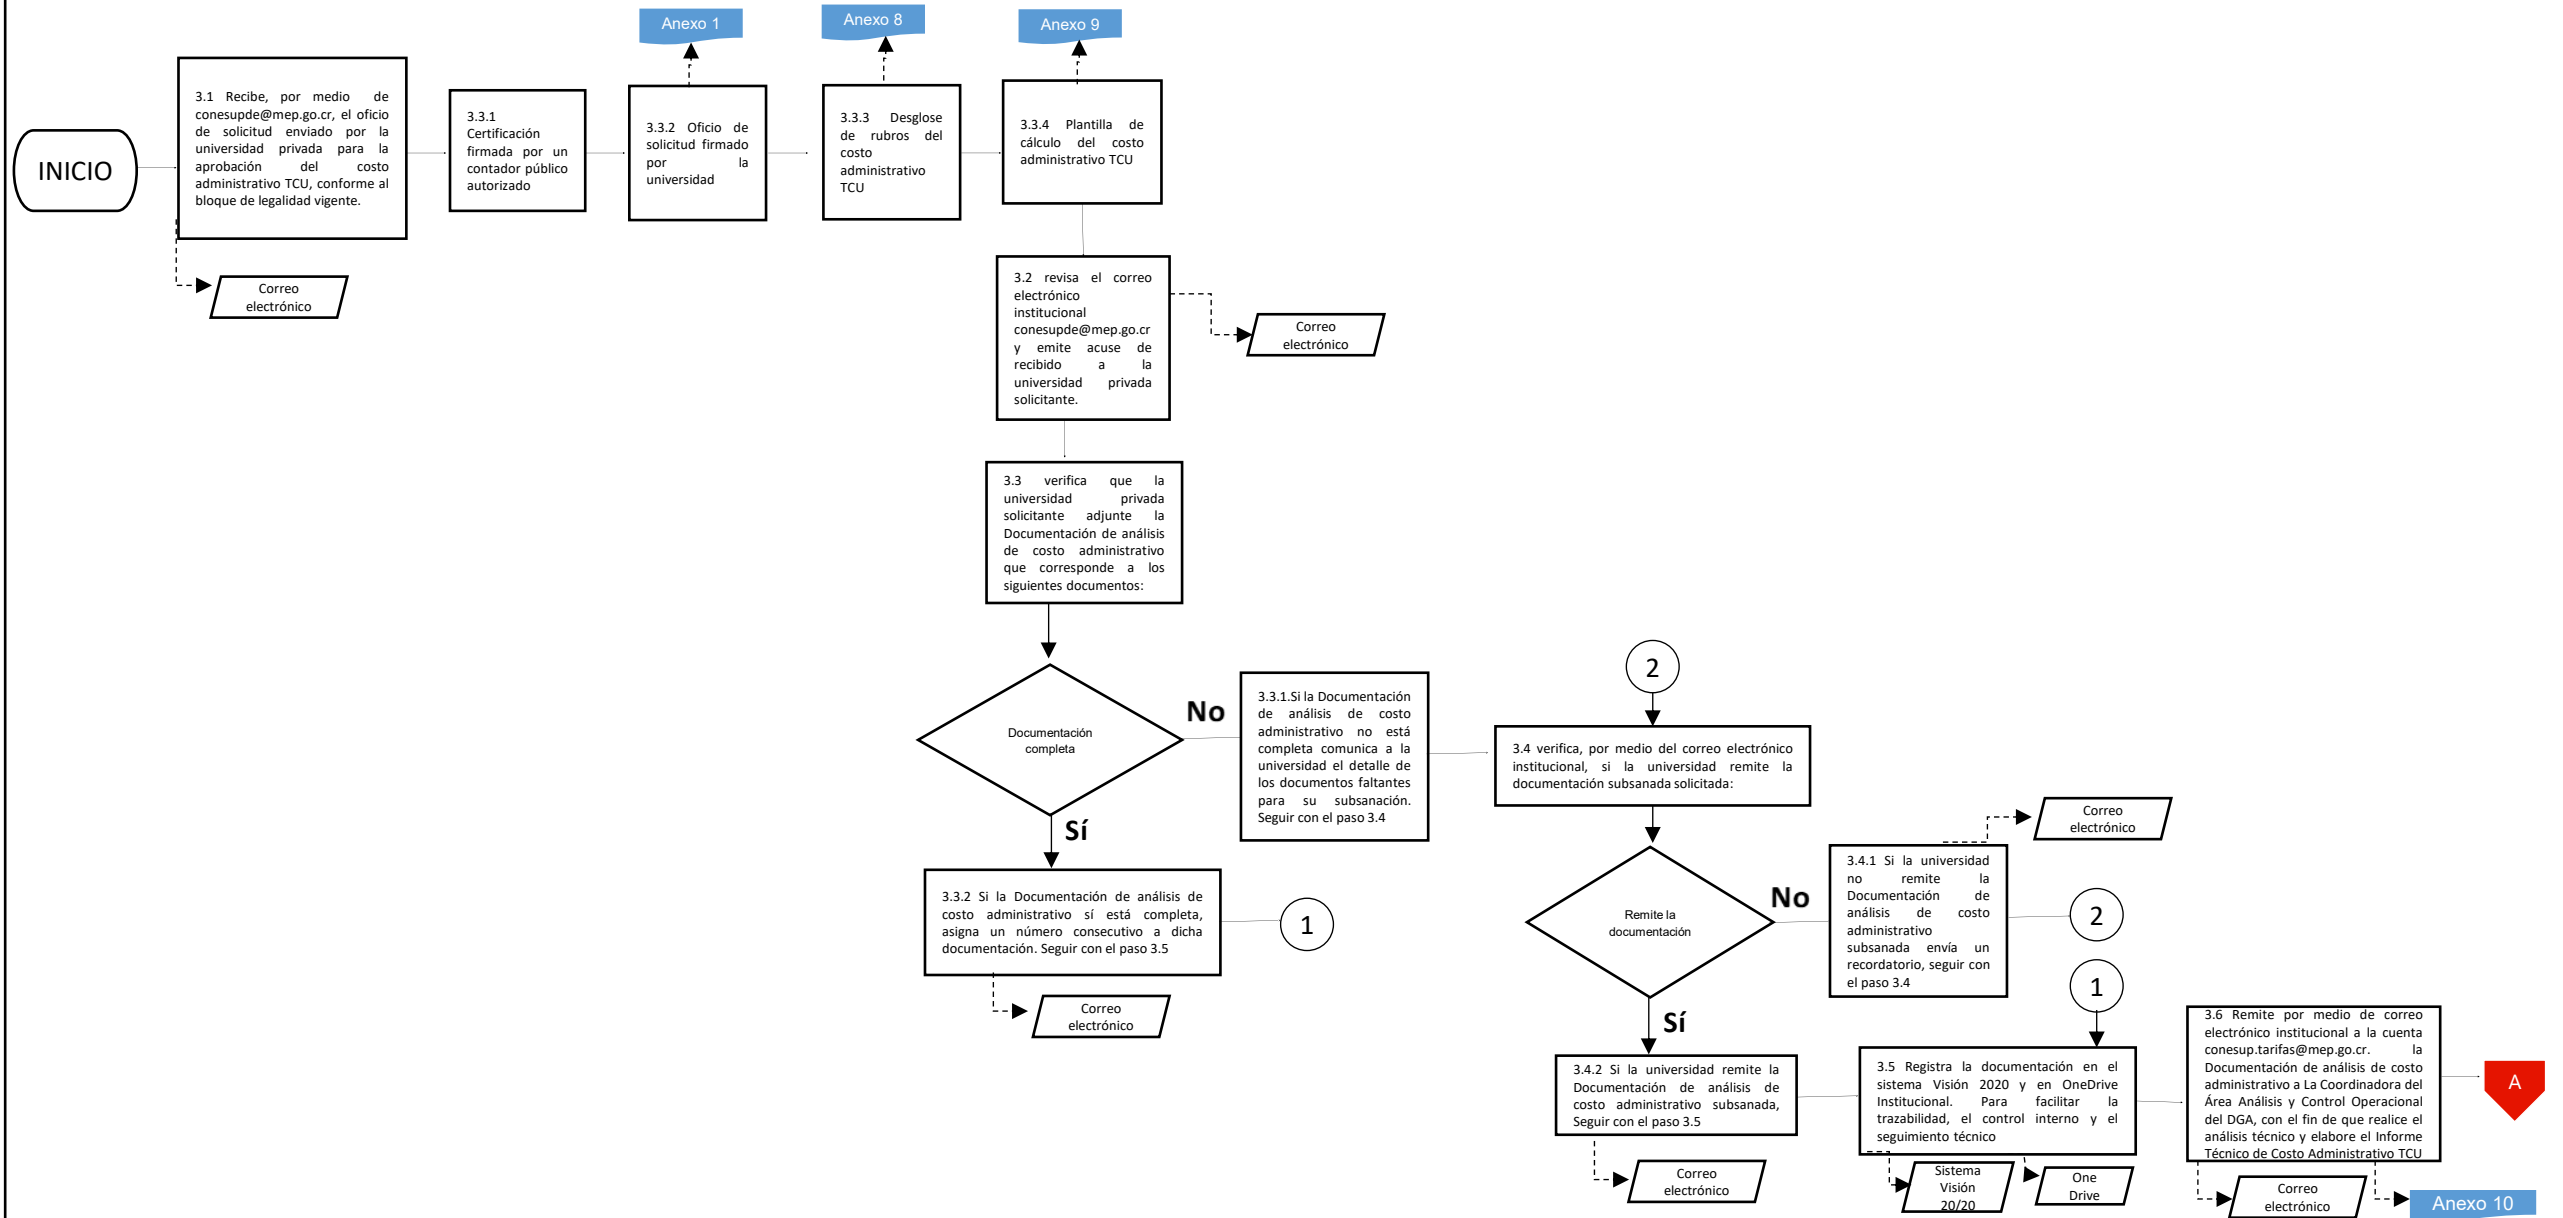 Anexo 1
Anexo 8
Anexo 9
INICIO
3.1 Recibe, por medio de
conesupde@mep.go.cr, el oficio
de solicitud enviado por la
universidad privada para la
aprobación del costo
administrativo TCU, conforme al
bloque de legalidad vigente.
Correo
electrónico
3.3.1
Certificación
firmada por un
contador público
autorizado
3.3.2 Oficio de
solicitud firmado
por la
universidad
3.3.3 Desglose
de rubros del
costo
administrativo
TCU
3.3.4 Plantilla de
cálculo del costo
administrativo TCU
3.2 revisa el correo
electrónico
institucional
conesupde@mep.go.cr
y emite acuse de
recibido a la
universidad privada
solicitante.
Correo
electrónico
3.3 verifica que la
universidad privada
solicitante adjunte la
Documentación de análisis
de costo administrativo
que corresponde a los
siguientes documentos:
Documentación
completa
No
Sí
3.3.1.Si la Documentación
de análisis de costo
administrativo no está
completa comunica a la
universidad el detalle de
los documentos faltantes
para su subsanación.
Seguir con el paso 3.4
3.3.2 Si la Documentación de análisis de
costo administrativo sí está completa,
asigna un número consecutivo a dicha
documentación. Seguir con el paso 3.5
1
Correo
electrónico
2
3.4 verifica, por medio del correo electrónico
institucional, si la universidad remite la
documentación subsanada solicitada:
Remite la
documentación
No
Sí
3.4.1 Si la universidad
no remite la
Documentación de
análisis de costo
administrativo
subsanada envía un
recordatorio, seguir con
el paso 3.4
Correo
electrónico
2
3.4.2 Si la universidad remite la
Documentación de análisis de
costo administrativo subsanada,
Seguir con el paso 3.5
Correo
electrónico
1
3.5 Registra la documentación en el
sistema Visión 2020 y en OneDrive
Institucional. Para facilitar la
trazabilidad, el control interno y el
seguimiento técnico
Sistema
Visión
20/20
One
Drive
3.6 Remite por medio de correo
electrónico institucional a la cuenta
conesup.tarifas@mep.go.cr. la
Documentación de análisis de costo
administrativo a La Coordinadora del
Área Análisis y Control Operacional
del DGA, con el fin de que realice el
análisis técnico y elabore el Informe
Técnico de Costo Administrativo TCU
A
Correo
electrónico
Anexo 10